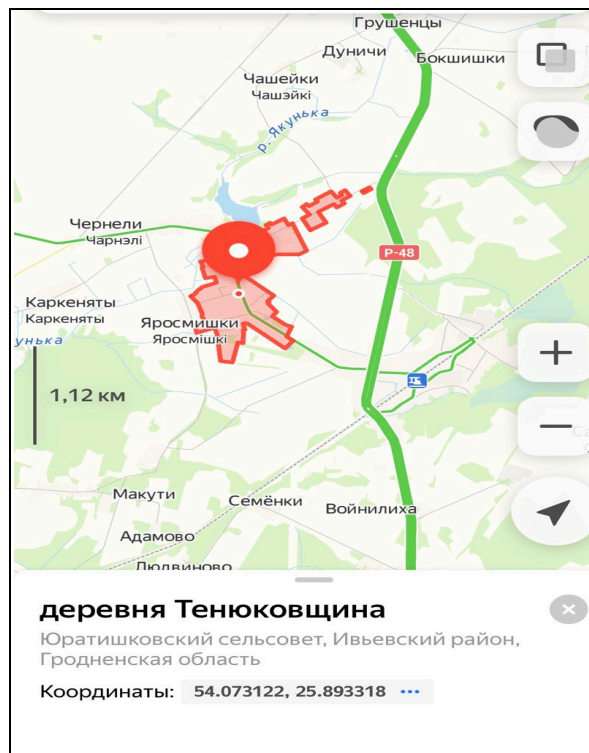 Грушенцы
Дуничи
Бокшишки
Чашейки
Чашэйкі
р. Якунька
Чернели
Чарнэлі
Р-48
Каркеняты
Каркеняты
Яросмишки
Яросмішкі
унька
1,12 км
Макути
Семёнки
Войнилиха
Адамово
Людвиново
деревня Тенюковщина
Юратишковский сельсовет, Ивьевский район,
Гродненская область
Координаты: 54.073122, 25.893318